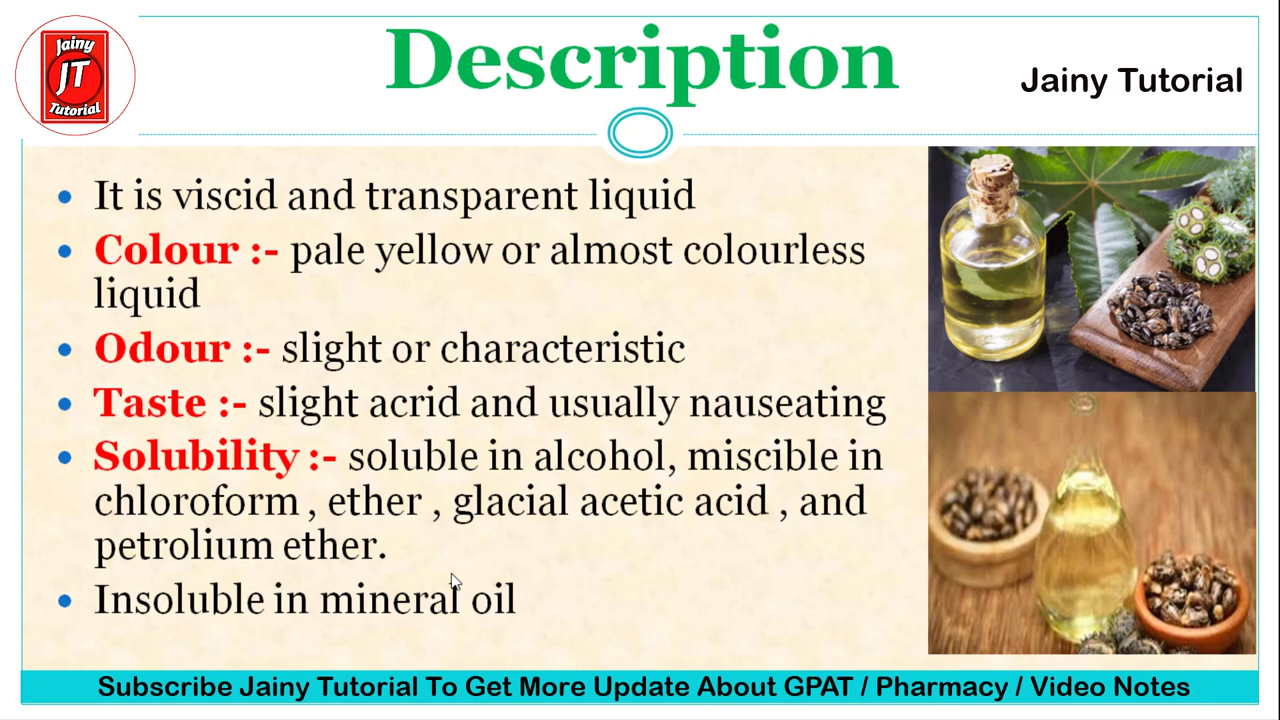 Jainy
JT
Tutorial
Description
Jainy Tutorial
It is viscid and transparent liquid
Colour :- pale yellow or almost colourless
liquid
Odour :- slight or characteristic
Taste :- slight acrid and usually nauseating
Solubility :- soluble in alcohol, miscible in
chloroform , ether , glacial acetic acid , and
petrolium ether.
Insoluble in mineral oil
Subscribe Jainy Tutorial To Get More Update About GPAT / Pharmacy / Video Notes